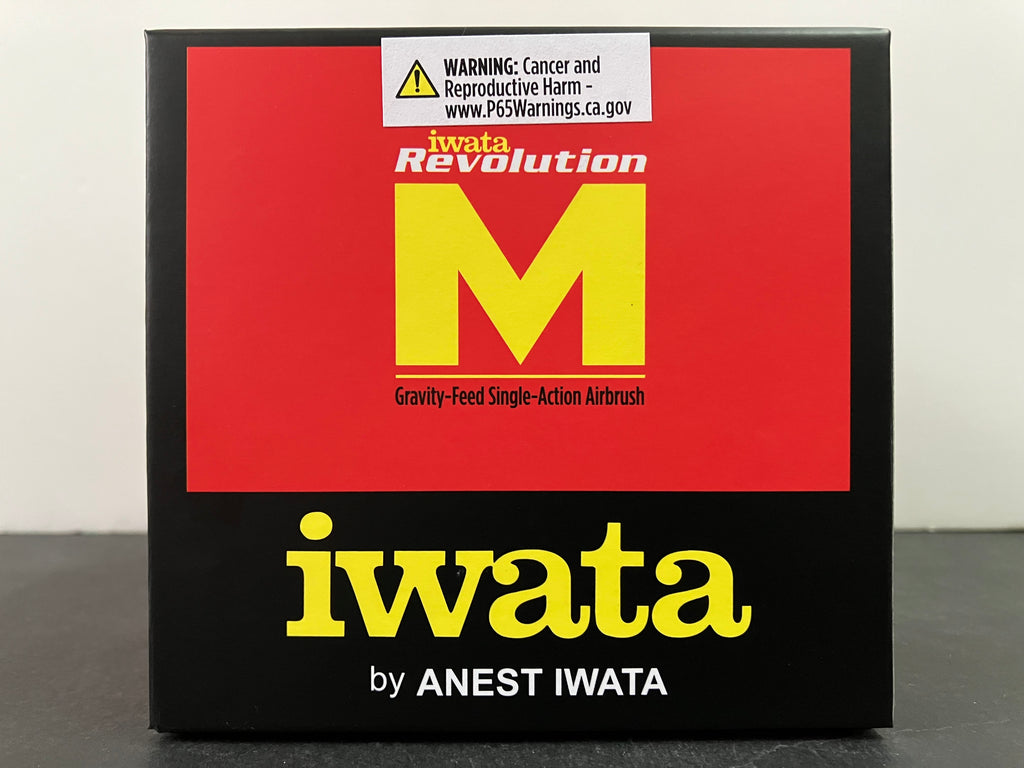 WARNING: Cancer and
Reproductive Harm -
www.P65Warnings.ca.gov
iwata
Revolution
M
Gravity-Feed Single-Action Airbrush
iwata
by ANEST IWATA